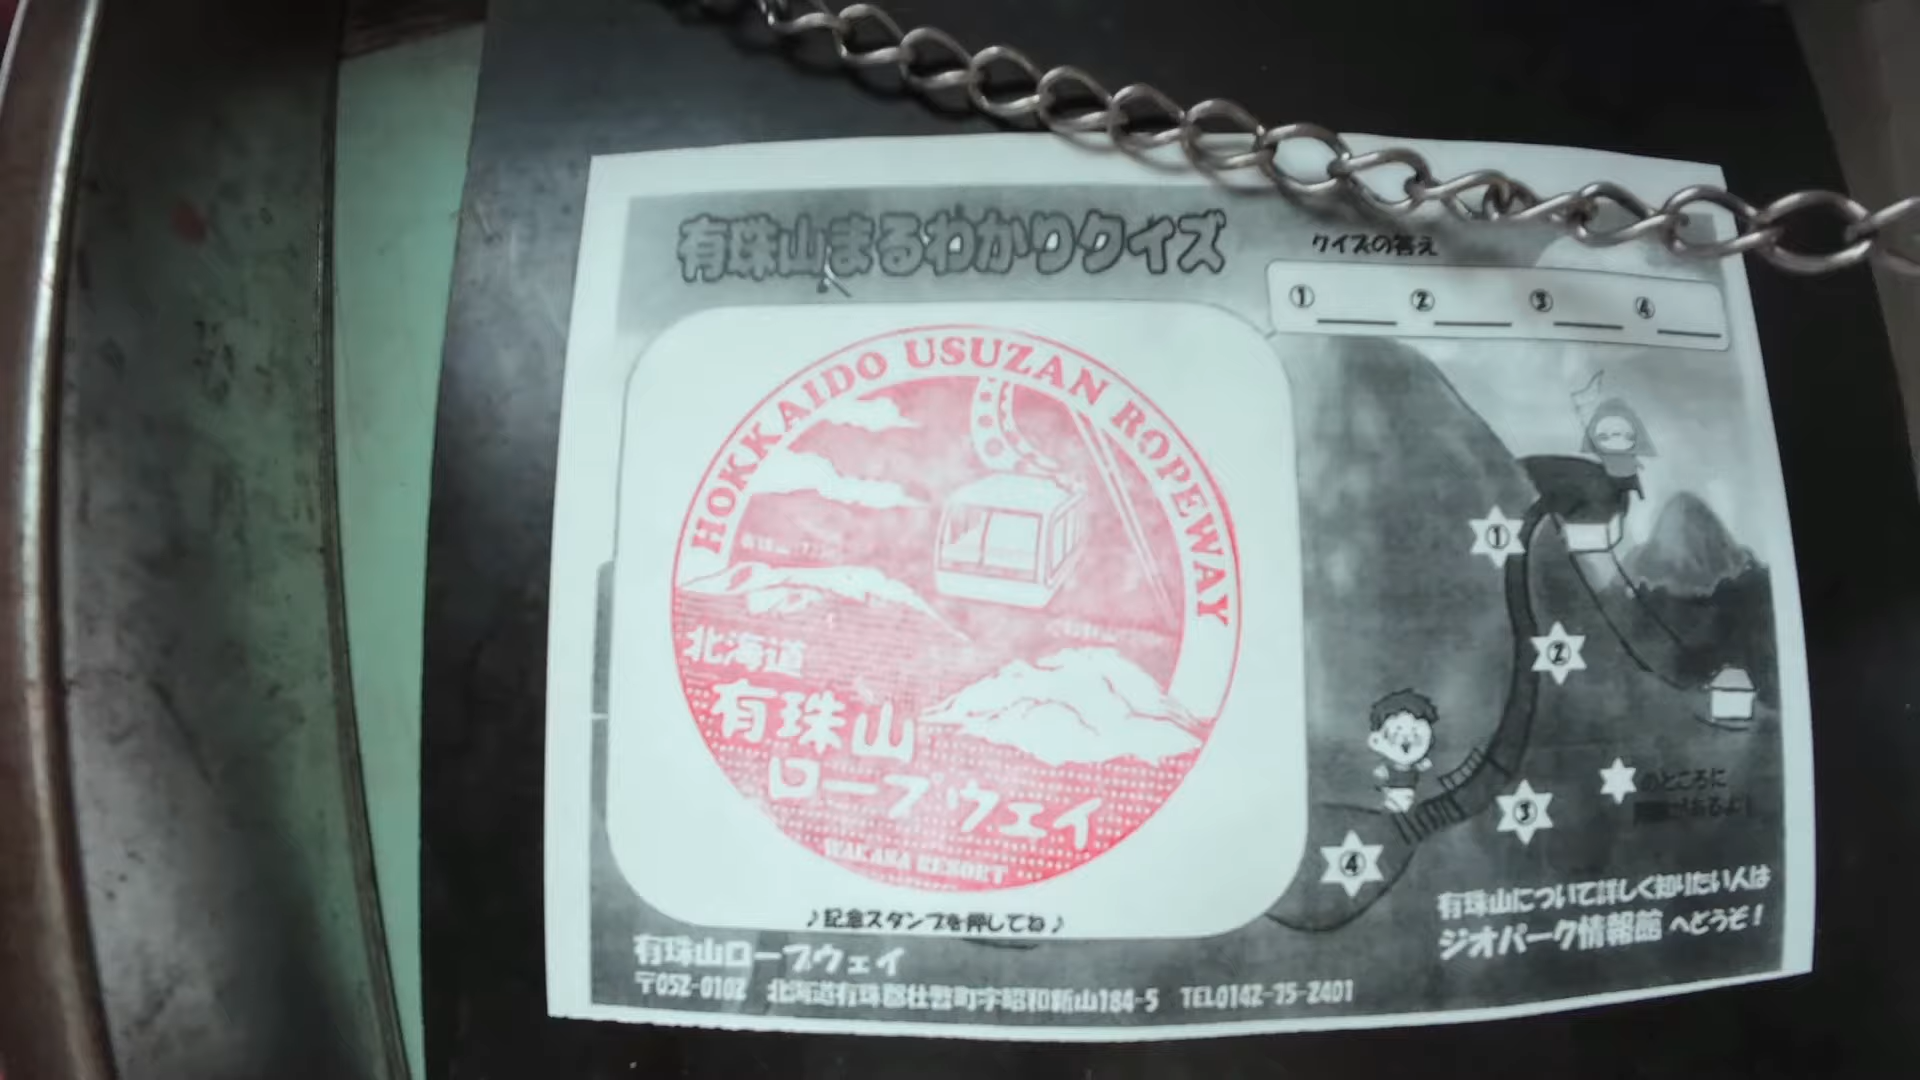 有珠山まるわかりクイズ
クイズの答え
① ② ③ ④
HOKKAIDO USUZAN ROPEWAY
北海道
有珠山
ロープウェイ
WAKASA RESORT
①
②
③
④
のところに
♪記念スタンプを押してね♪
有珠山について詳しく知りたい人は
ジオパーク情報館 へどうぞ!
有珠山ロープウェイ
〒052-0102 北海道有珠郡壮瞥町字昭和新山184-5 TEL0142-75-2401